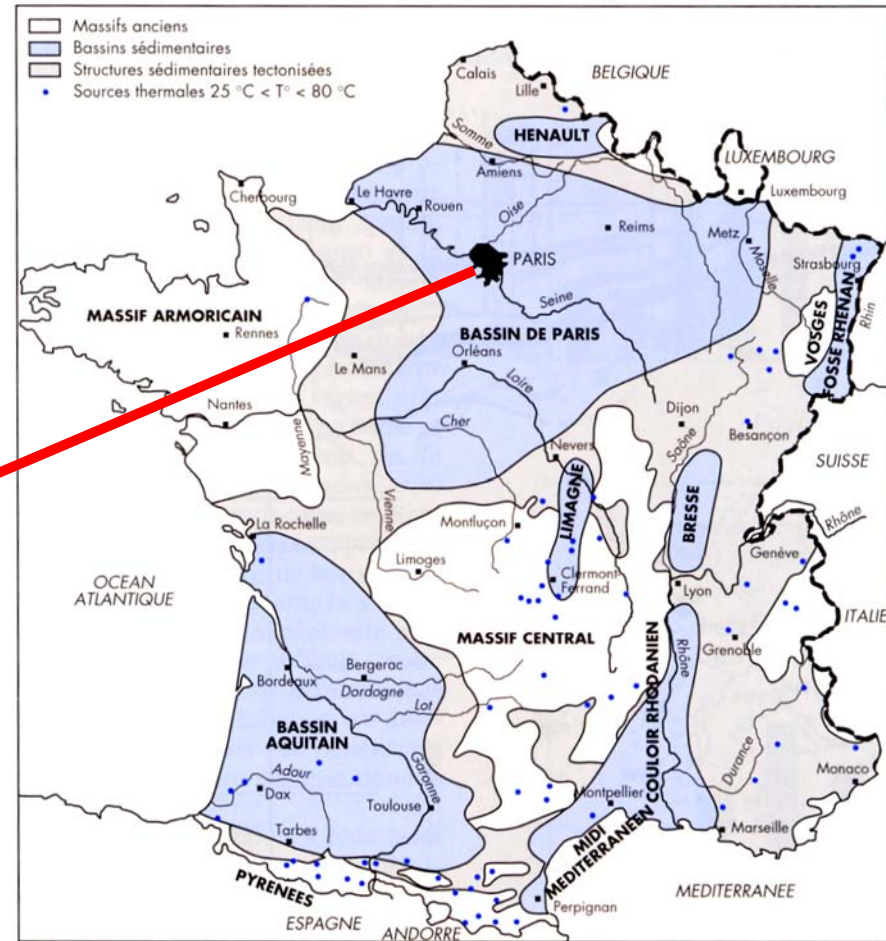 Massifs anciens
Bassins sédimentaires
Structures sédimentaires tectonisées
Sources thermales 25 °C < T° < 80 °C
Calais
Lille
BELGIQUE
HENAULT
Somme
Amiens
LUXEMBOURG
Luxembourg
Cherbourg
Le Havre
Rouen
Oise
Reims
Metz
Moselle
Strasbourg
PARIS
Seine
VOSGES
FOSSE RHENAN
Rhin
MASSIF ARMORICAIN
Rennes
BASSIN DE PARIS
Orléans
Le Mans
Loire
Nantes
Cher
Dijon
Saône
Besançon
Mayenne
Nevers
SUISSE
Vienne
LIMAGNE
BRESSE
La Rochelle
Montluçon
Rhône
Genève
Limoges
Clermont-
Ferrand
Lyon
OCEAN
ATLANTIQUE
ITALIE
MASSIF CENTRAL
Rhône
Grenoble
Bergerac
Bordeaux
Dordogne
Lot
COULOIR RHODANIEN
BASSIN
AQUITAIN
Garonne
Durance
Adour
Dax
Toulouse
Montpellier
Monaco
Tarbes
MIDI
MEDITERRANEEN
Marseille
PYRENEES
Perpignan
MEDITERRANEE
ESPAGNE
ANDORRE